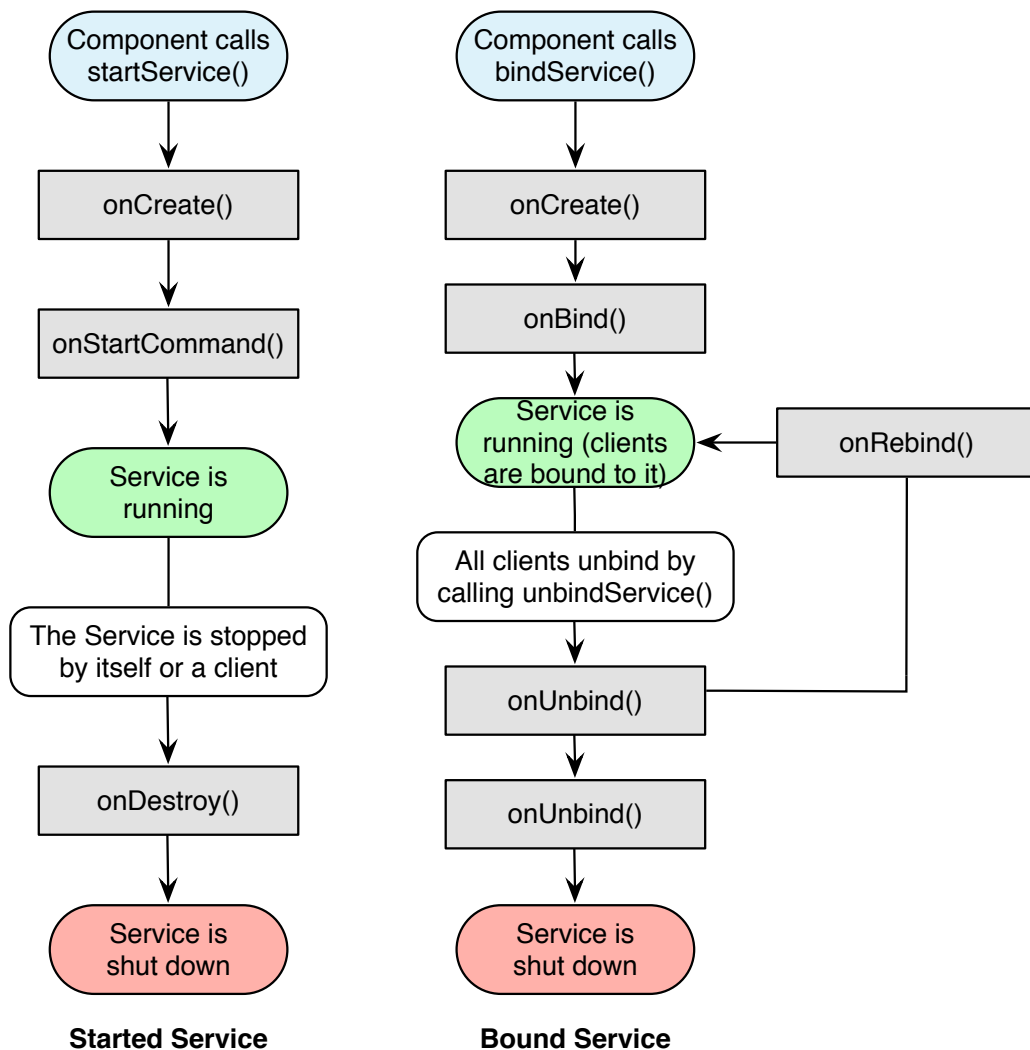 Component calls
startService()
onCreate()
onStartCommand()
Service is
running
The Service is stopped
by itself or a client
onDestroy()
Service is
shut down
Started Service
Component calls
bindService()
onCreate()
onBind()
Service is
running (clients
are bound to it)
onRebind()
All clients unbind by
calling unbindService()
onUnbind()
onUnbind()
Service is
shut down
Bound Service